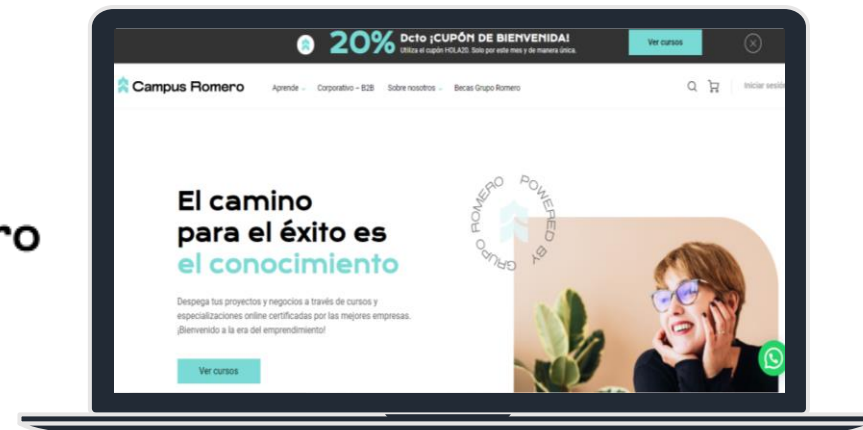 20% Dcto ¡CUPÓN DE BIENVENIDA!
Utiliza el cupón HOLA20. Solo por este mes y de manera única.
Ver cursos
Campus Romero
Aprende
Corporativo – B2B
Sobre nosotros
Becas Grupo Romero
Iniciar sesión
El camino
para el éxito es
el conocimiento
POWERED BY GRUPO ROMERO
Despega tus proyectos y negocios a través de cursos y
especializaciones online certificadas por las mejores empresas.
¡Bienvenido a la era del emprendimiento!
Ver cursos
ro